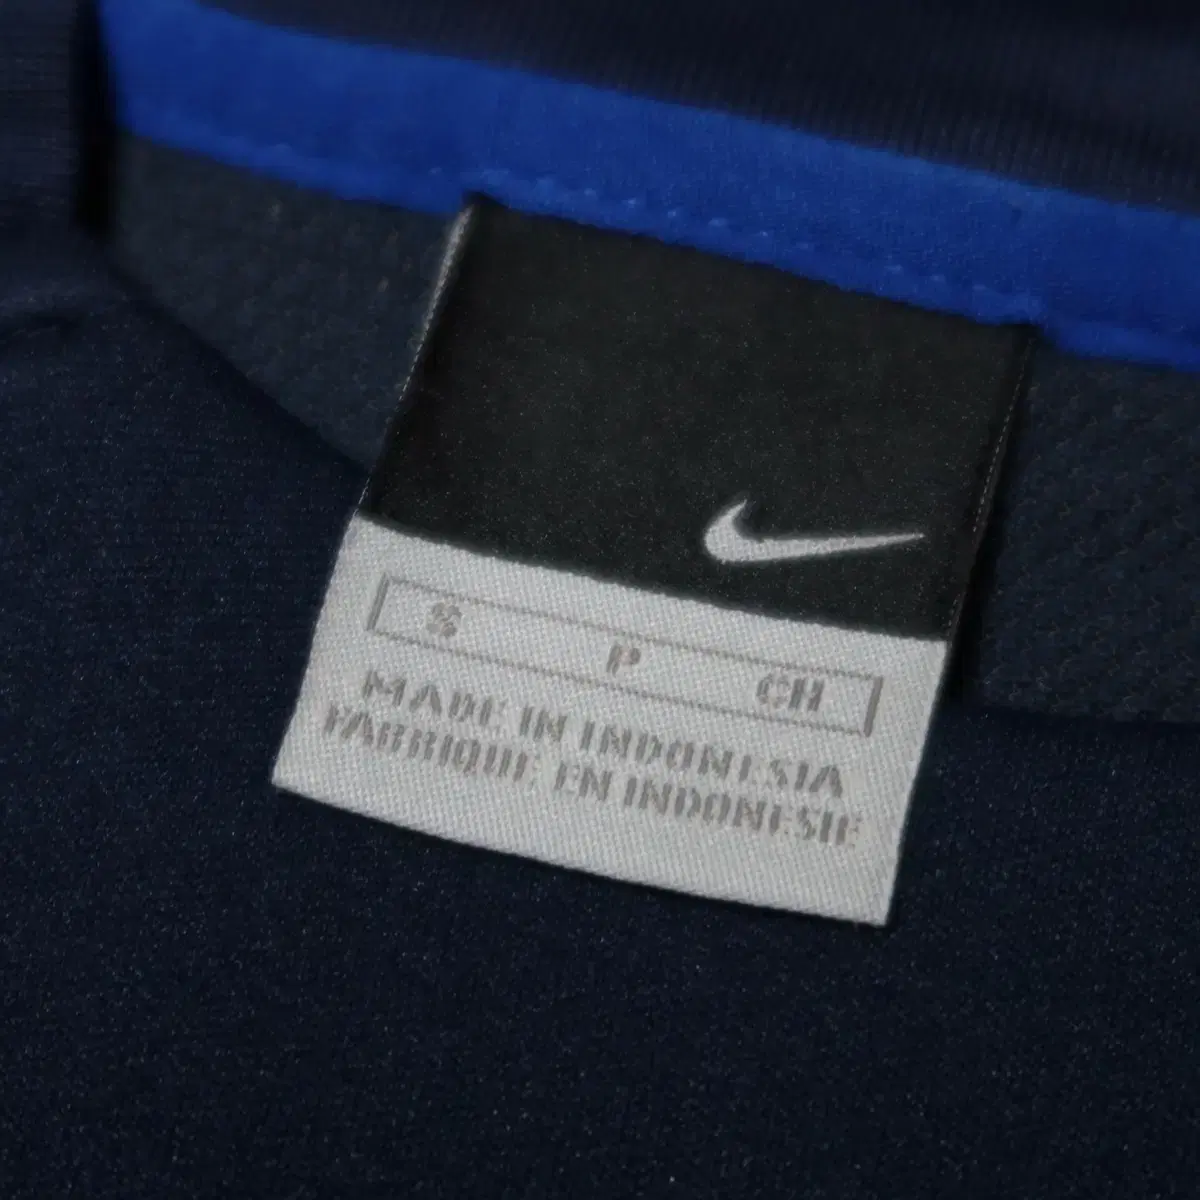 S P CH
MADE IN INDONESIA
FABRIQUE EN INDONESIE